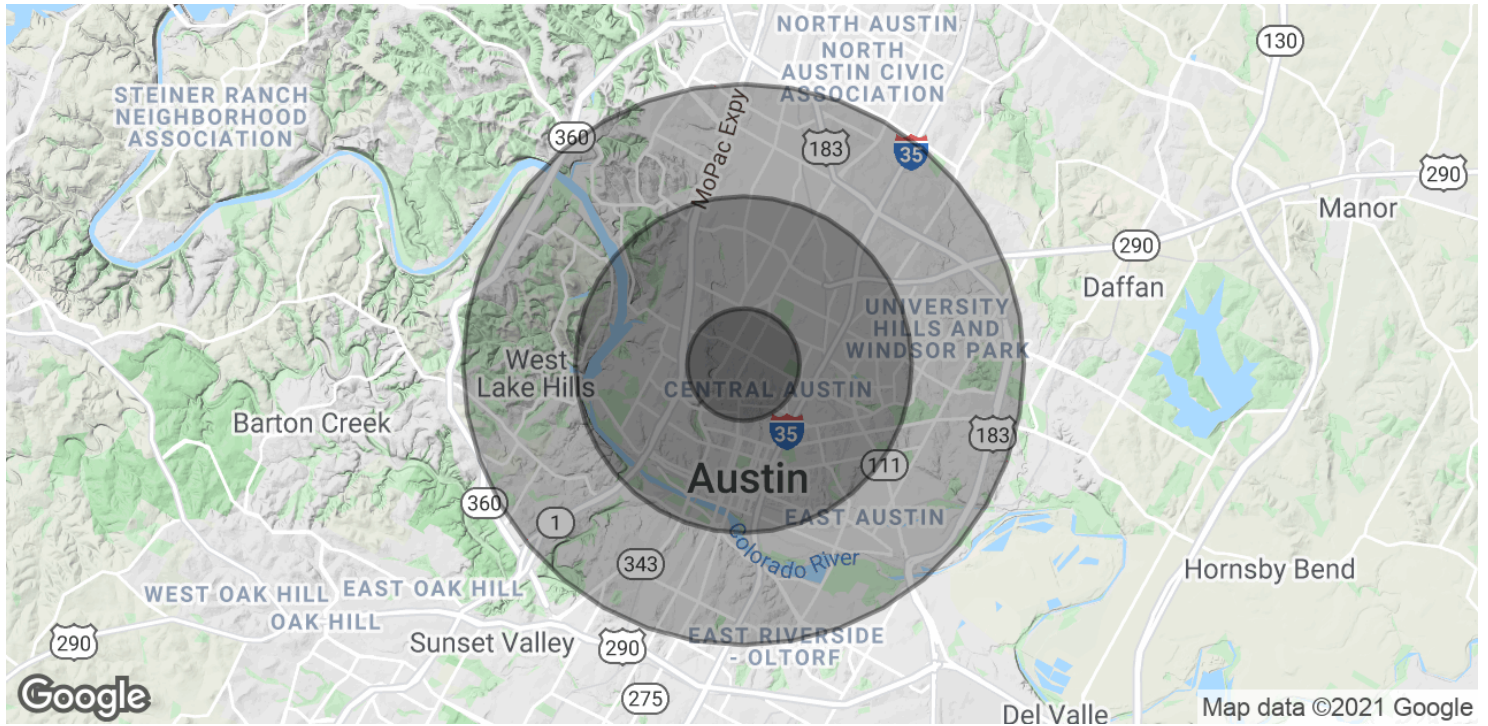 NORTH AUSTIN
NORTH
AUSTIN CIVIC
ASSOCIATION
130
STEINER RANCH
NEIGHBORHOOD
ASSOCIATION
360
MoPac Expy
183
35
290
Manor
290
Daffan
UNIVERSITY
HILLS AND
WINDSOR PARK
West
Lake Hills
CENTRAL AUSTIN
Barton Creek
35
183
111
Austin
360
1
EAST AUSTIN
Colorado River
343
Hornsby Bend
WEST OAK HILL
EAST OAK HILL
OAK HILL
290
Sunset Valley
290
EAST RIVERSIDE
- OLTORF
275
Google
Del Valle
Map data ©2021 Google